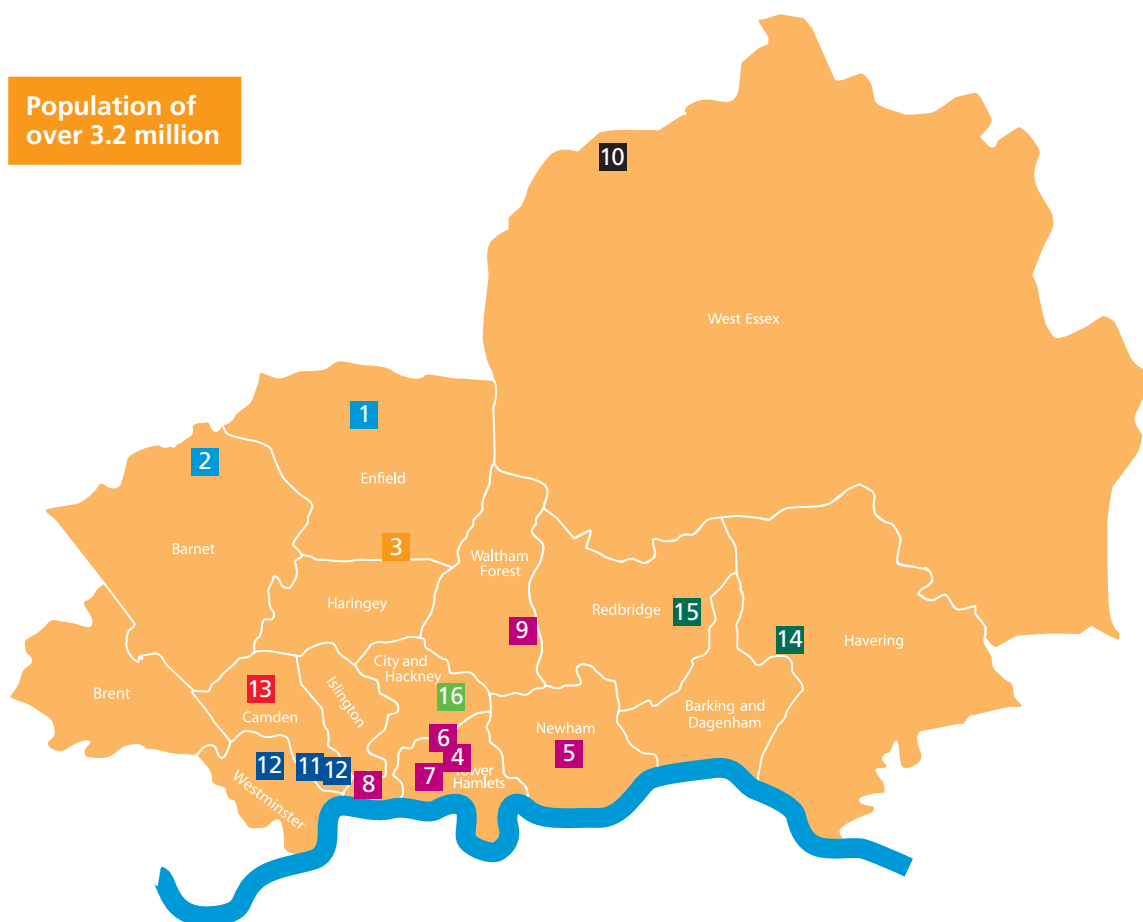 Population of
over 3.2 million
10
West Essex
1
2
Enfield
3
Barnet
Waltham
Forest
Haringey
Redbridge
15
9
14
Havering
City and
Hackney
Brent
13
Camden
Islington
16
Barking and
Dagenham
Newham
6
5
4
12
11
12
7
Tower
Hamlets
8
Westminster